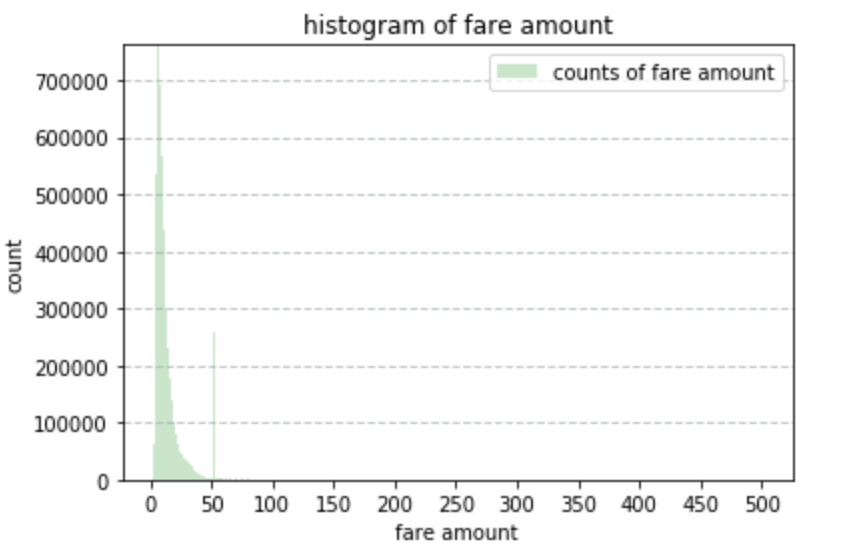 histogram of fare amount
counts of fare amount
700000
600000
500000
400000
300000
200000
100000
0
count
0 50 100 150 200 250 300 350 400 450 500
fare amount